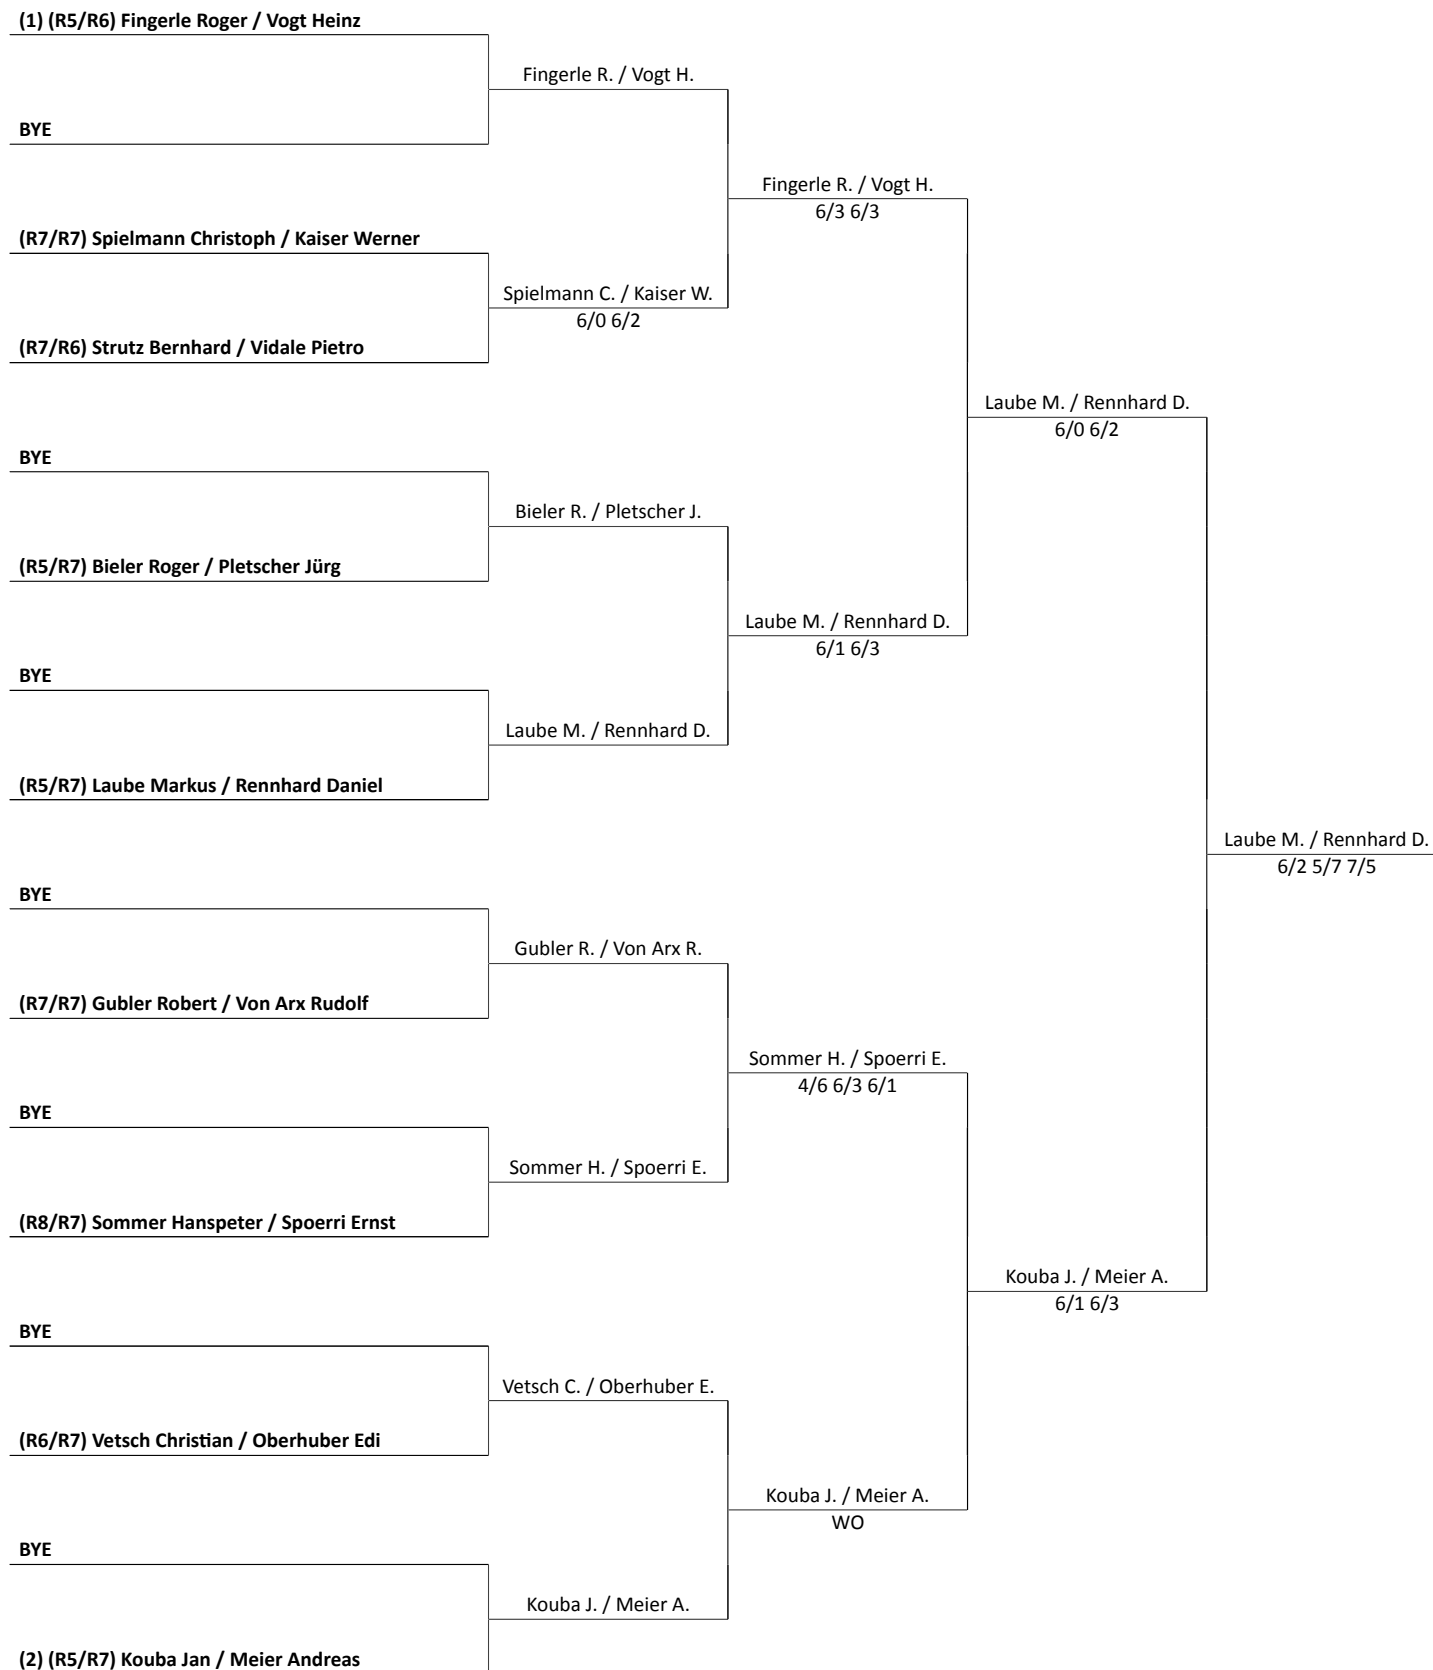 (1) (R5/R6) Fingerle Roger / Vogt Heinz
Fingerle R. / Vogt H.
BYE
Fingerle R. / Vogt H.
6/3 6/3
(R7/R7) Spielmann Christoph / Kaiser Werner
Spielmann C. / Kaiser W.
6/0 6/2
(R7/R6) Strutz Bernhard / Vidale Pietro
Laube M. / Rennhard D.
6/0 6/2
BYE
Bieler R. / Pletscher J.
(R5/R7) Bieler Roger / Pletscher Jürg
Laube M. / Rennhard D.
6/1 6/3
BYE
Laube M. / Rennhard D.
(R5/R7) Laube Markus / Rennhard Daniel
Laube M. / Rennhard D.
6/2 5/7 7/5
BYE
Gubler R. / Von Arx R.
(R7/R7) Gubler Robert / Von Arx Rudolf
Sommer H. / Spoerri E.
4/6 6/3 6/1
BYE
Sommer H. / Spoerri E.
(R8/R7) Sommer Hanspeter / Spoerri Ernst
Kouba J. / Meier A.
6/1 6/3
BYE
Vetsch C. / Oberhuber E.
(R6/R7) Vetsch Christian / Oberhuber Edi
Kouba J. / Meier A.
WO
BYE
Kouba J. / Meier A.
(2) (R5/R7) Kouba Jan / Meier Andreas